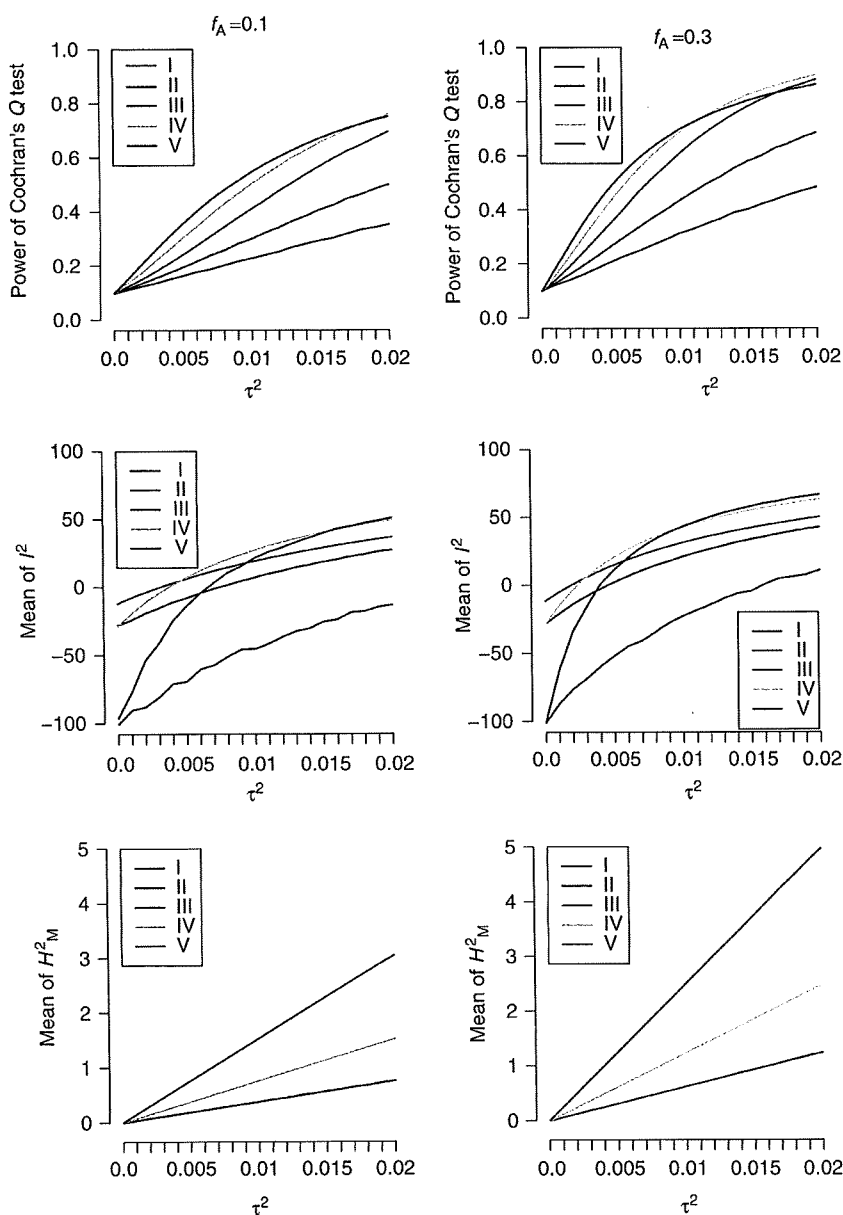 f_A=0.1
Power of Cochran's Q test
1.0
0.8
0.6
0.4
0.2
0.0
I
II
III
IV
V
0.0 0.005 0.01 0.015 0.02
τ²
f_A=0.3
Power of Cochran's Q test
1.0
0.8
0.6
0.4
0.2
0.0
I
II
III
IV
V
0.0 0.005 0.01 0.015 0.02
τ²
Mean of I²
100
50
0
−50
−100
I
II
III
IV
V
0.0 0.005 0.01 0.015 0.02
τ²
Mean of I²
100
50
0
−50
−100
I
II
III
IV
V
0.0 0.005 0.01 0.015 0.02
τ²
Mean of H²_M
5
4
3
2
1
0
I
II
III
IV
V
0.0 0.005 0.01 0.015 0.02
τ²
Mean of H²_M
5
4
3
2
1
0
I
II
III
IV
V
0.0 0.005 0.01 0.015 0.02
τ²